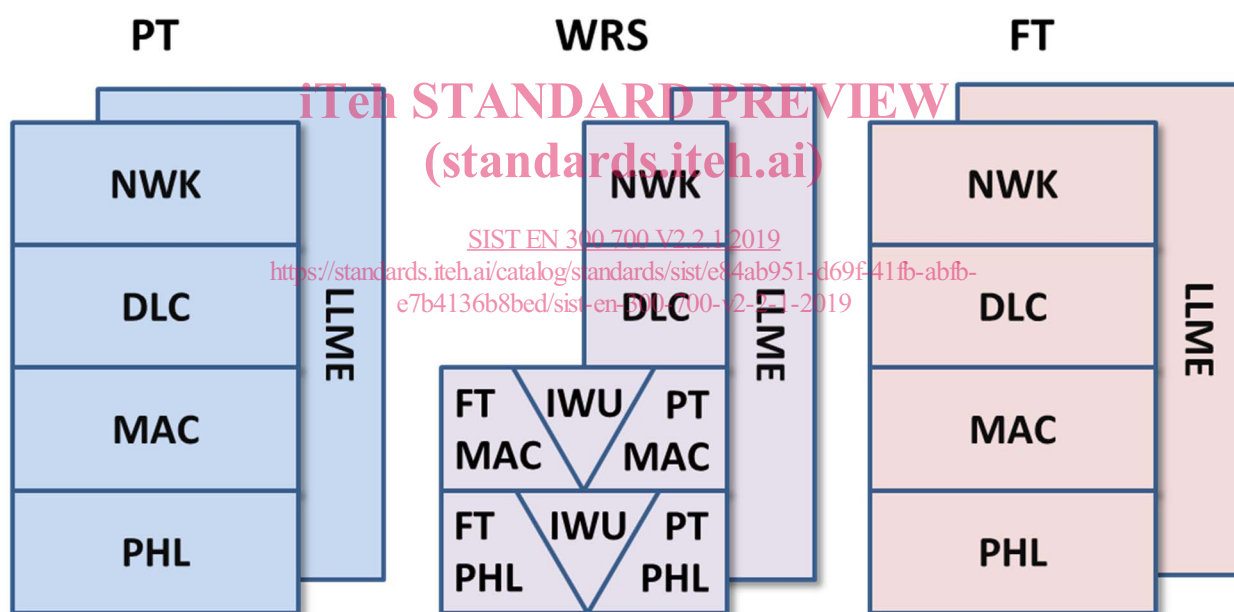 PT WRS FT
iTeh STANDARD PREVIEW
(standards.iteh.ai)
NWK NWK NWK
SIST EN 300 700 V2.2.1:2019
https://standards.iteh.ai/catalog/standards/sist/e84ab951-d69f-41fb-abfb-
e7b4136b8bed/sist-en-300-700-v2-2-1-2019
DLC DLC DLC
LLME LLME LLME
MAC FT IWU PT MAC
MAC MAC
PHL FT IWU PT PHL
PHL PHL